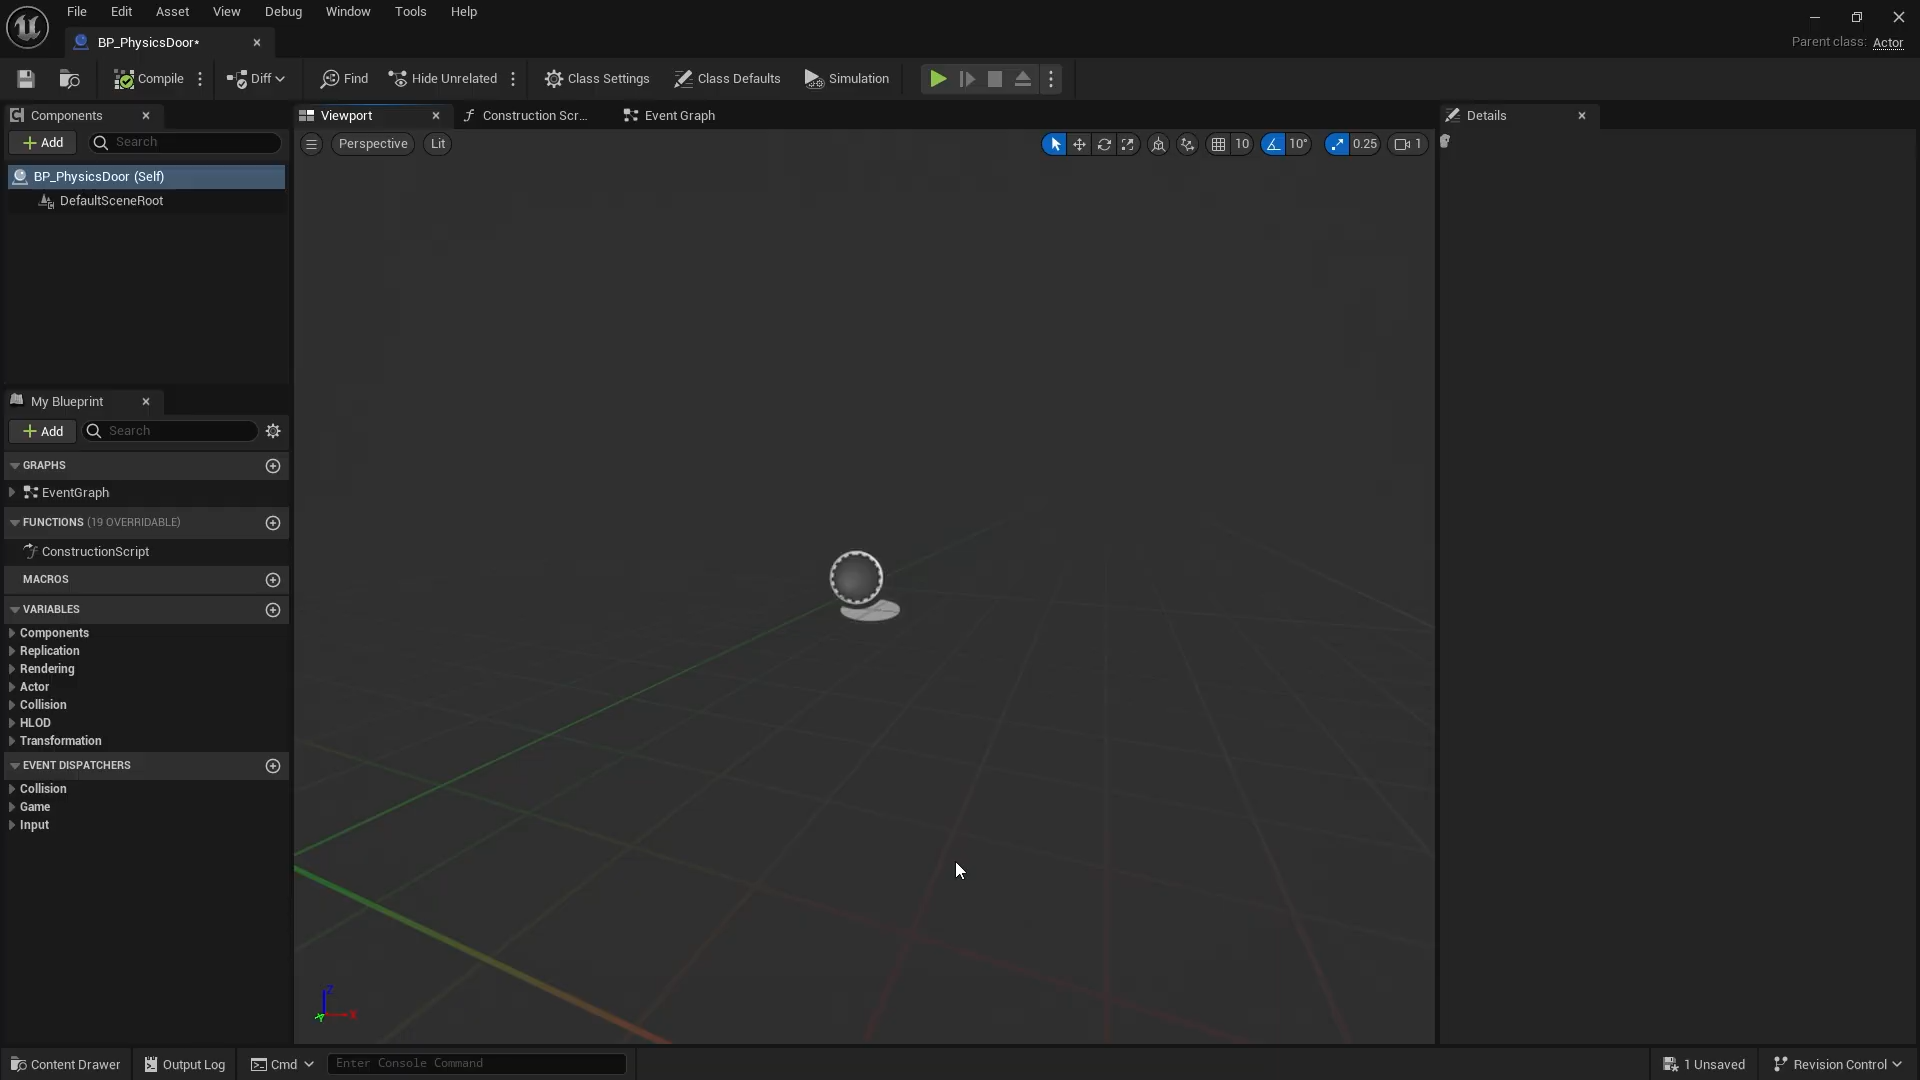 File Edit Asset View Debug Window Tools Help
BP_PhysicsDoor*
Parent class: Actor
Compile Diff Find Hide Unrelated Class Settings Class Defaults Simulation
Components Viewport Construction Scr... Event Graph Details
Add Search Perspective Lit 10 10° 0.25 1
BP_PhysicsDoor (Self)
DefaultSceneRoot
My Blueprint
Add Search
GRAPHS
EventGraph
FUNCTIONS (19 OVERRIDABLE)
ConstructionScript
MACROS
VARIABLES
Components
Replication
Rendering
Actor
Collision
HLOD
Transformation
EVENT DISPATCHERS
Collision
Game
Input
Z
Y X
Content Drawer Output Log Cmd Enter Console Command 1 Unsaved Revision Control